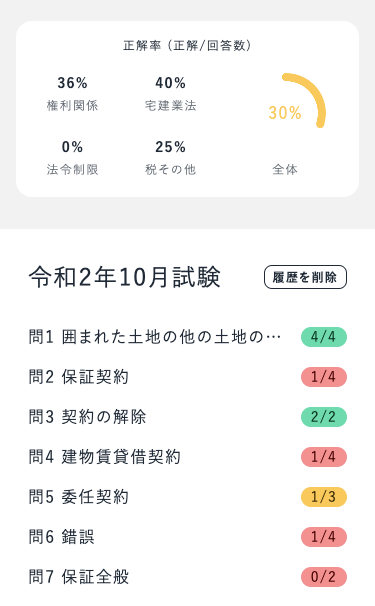 正解率（正解/回答数）
36% 40%
権利関係 宅建業法
30%
0% 25%
法令制限 税その他 全体
令和2年10月試験 履歴を削除
問1 囲まれた土地の他の土地の… 4/4
問2 保証契約 1/4
問3 契約の解除 2/2
問4 建物賃貸借契約 1/4
問5 委任契約 1/3
問6 錯誤 1/4
問7 保証全般 0/2